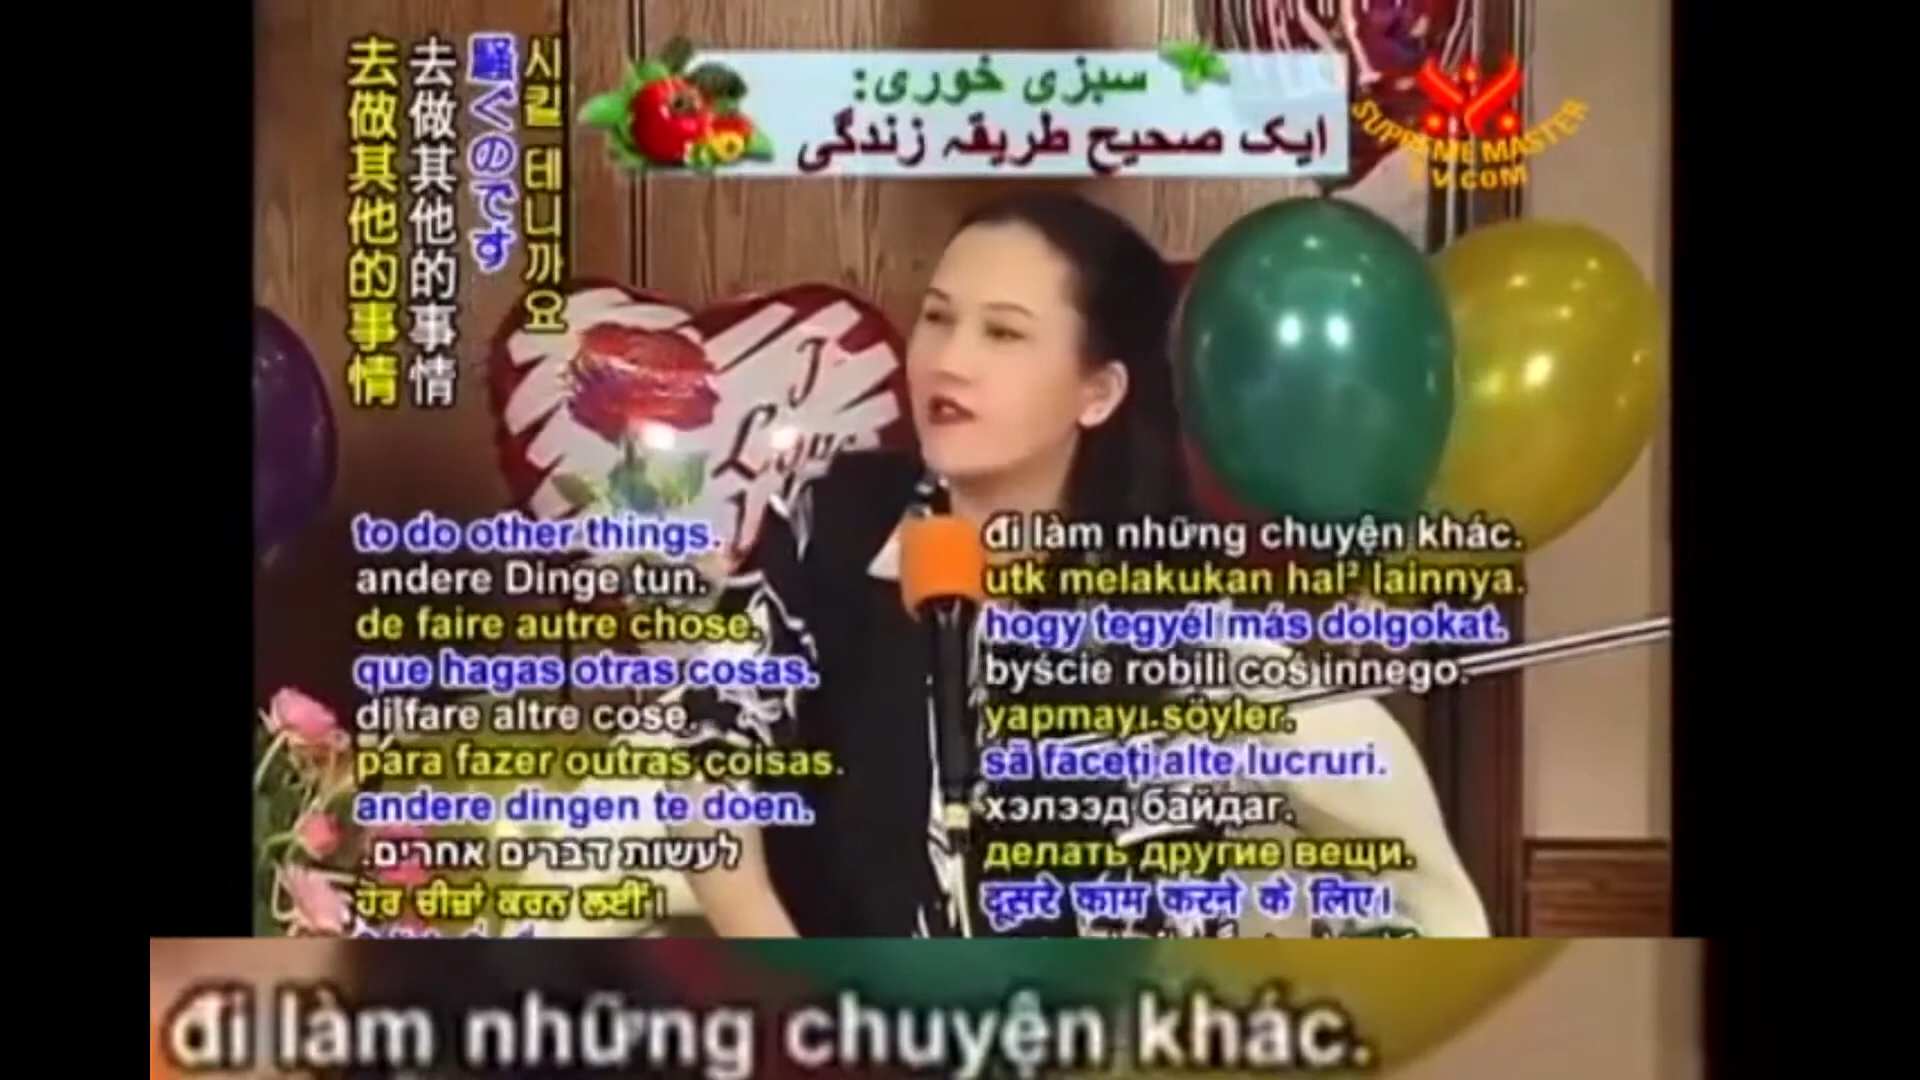 시킬 테니까요
騒ぐのです
去做其他的事情
去做其他的事情
سبزی خوری:
ایک صحیح طریقہ زندگی
SUPREME MASTER
TV.COM
I
Love
to do other things.
andere Dinge tun.
de faire autre chose.
que hagas otras cosas.
di fare altre cose.
para fazer outras coisas.
andere dingen te doen.
לעשות דברים אחרים.
ਹੋਰ ਚੀਜ਼ਾਂ ਕਰਨ ਲਈ।
đi làm những chuyện khác.
utk melakukan hal² lainnya.
hogy tegyél más dolgokat.
byście robili coś innego.
yapmayı söyler.
să faceți alte lucruri.
хэлээд байдаг.
делать другие вещи.
दूसरे काम करने के लिए।
đi làm những chuyện khác.